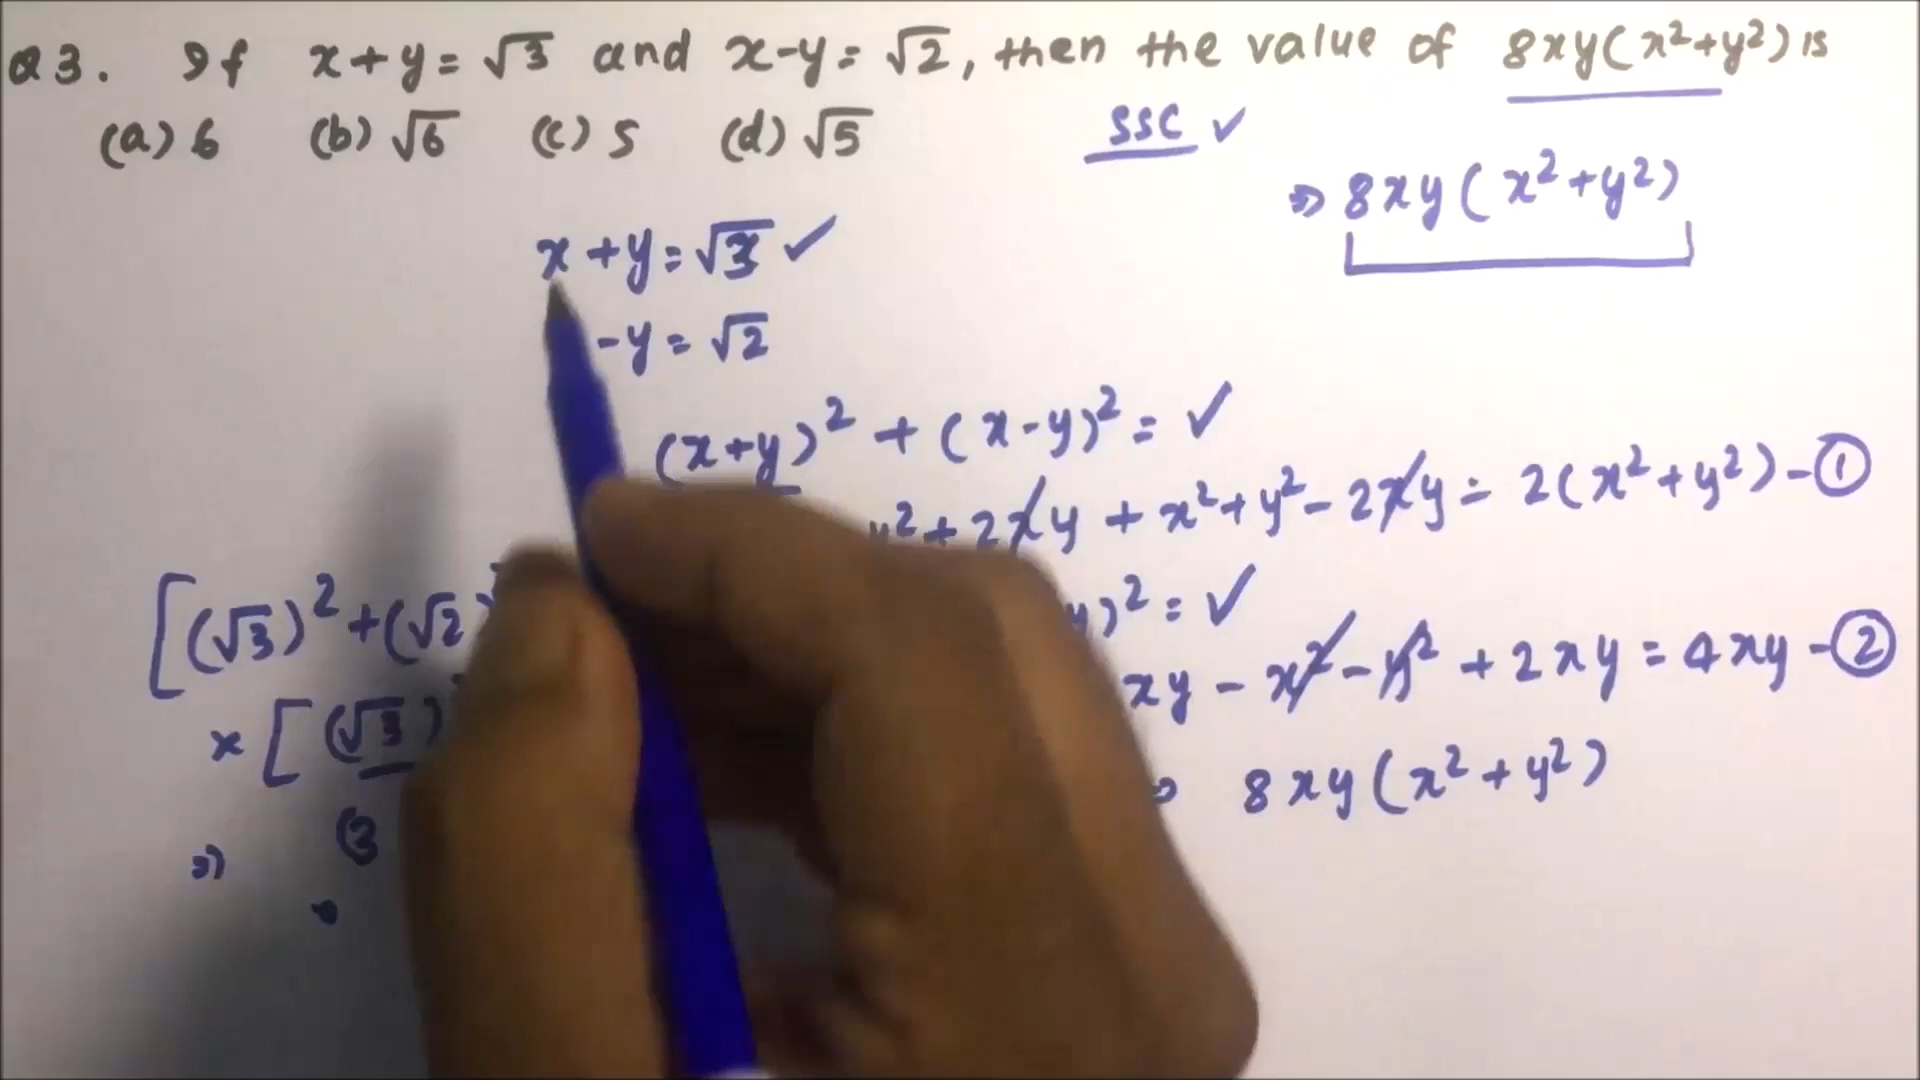 Q3. If x+y=√3 and x-y=√2, then the value of 8xy(x²+y²) is
(a) 6 (b) √6 (c) 5 (d) √5
SSC ✓
⇒ 8xy(x²+y²)
x+y=√3 ✓
-y=√2
(x+y)² + (x-y)² = ✓
y²+2xy + x²+y²-2xy = 2(x²+y²) - ①
y)² = ✓
xy - x² - y² + 2xy = 4xy - ②
8xy(x²+y²)
[(√3)²+(√2
× [(√3)
⇒ (3